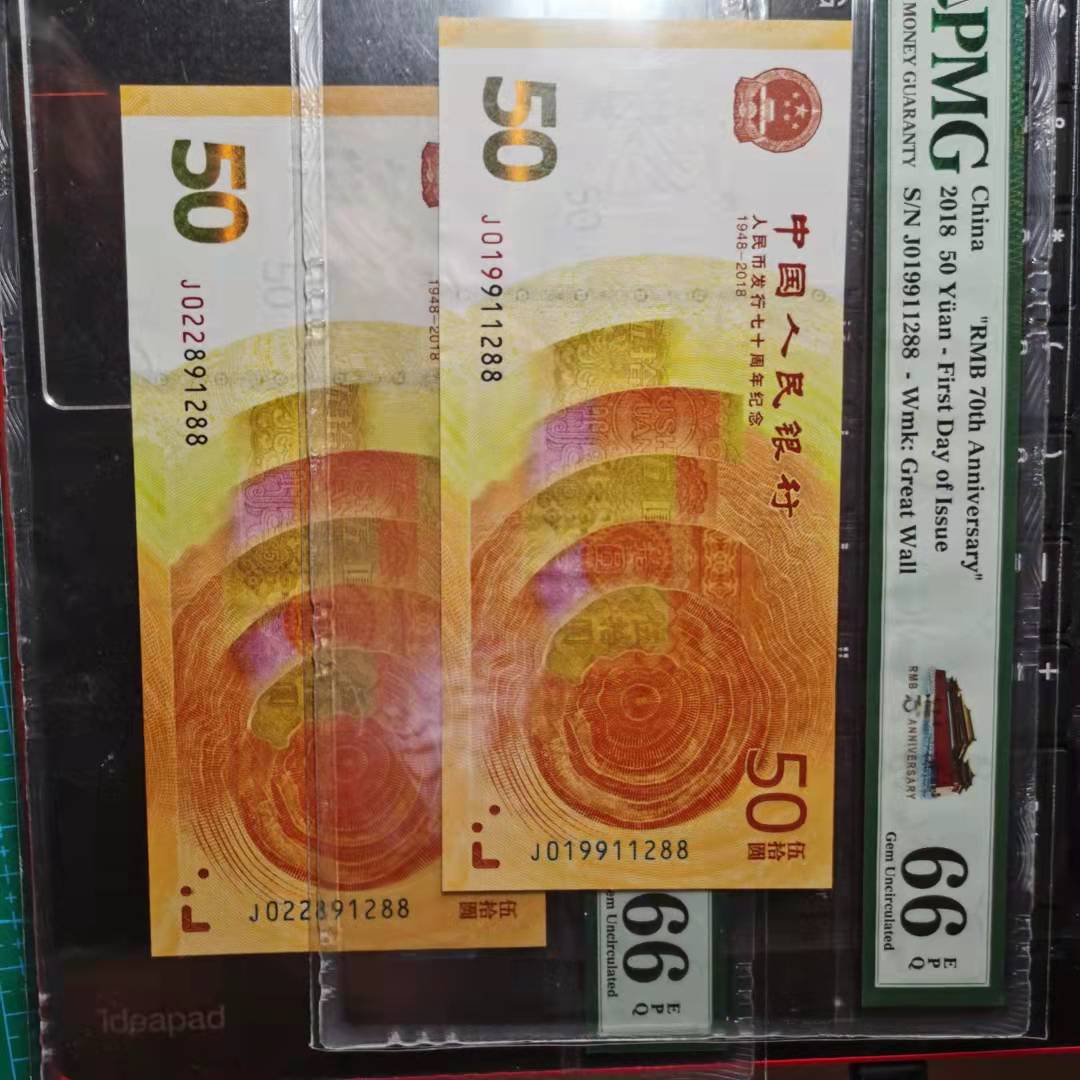 50
中国人民银行
人民币发行七十周年纪念
1948-2018
J019911288
J019911288
50
伍拾圆
50
1948-2018
J022891288
J022891288
伍拾圆
APMG
MONEY GUARANTY
China "RMB 70th Anniversary"
2018 50 Yüan - First Day of Issue
S/N J019911288 - Wmk: Great Wall
RMB 70 ANNIVERSARY
66 EPQ
Gem Uncirculated
66 EPQ
em Uncirculated
ideapad